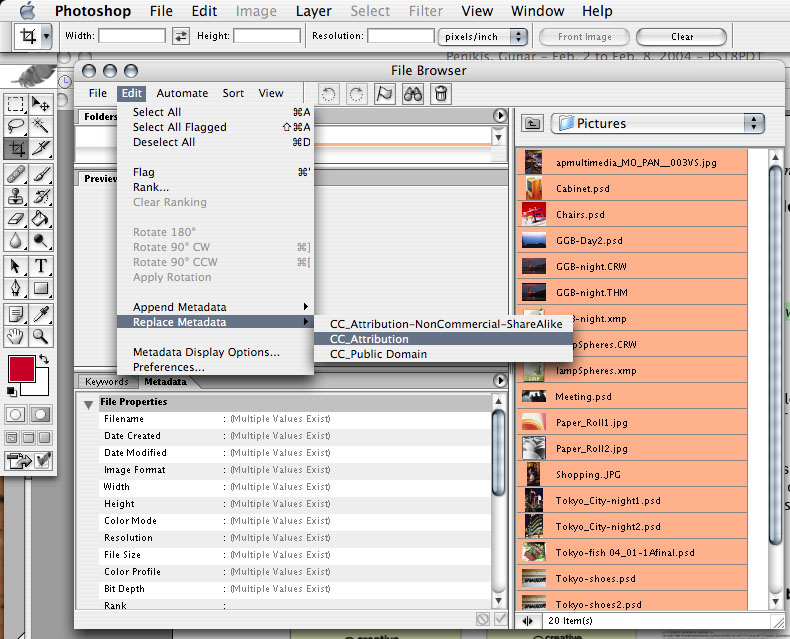 Photoshop File Edit Image Layer Select Filter View Window Help
Width: Height: Resolution: pixels/inch Front Image Clear
Penikis, Gunar – Feb. 2 to Feb. 8, 2004 – PST8PDT
File Browser
File Edit Automate Sort View
Folders
Preview
Select All ⌘A
Select All Flagged ⇧⌘A
Deselect All ⌘D
Flag ⌘'
Rank...
Clear Ranking
Rotate 180°
Rotate 90° CW ⌘]
Rotate 90° CCW ⌘[
Apply Rotation
Append Metadata
Replace Metadata
Metadata Display Options...
Preferences...
CC_Attribution-NonCommercial-ShareAlike
CC_Attribution
CC_Public Domain
Keywords Metadata
File Properties
Filename : (Multiple Values Exist)
Date Created : (Multiple Values Exist)
Date Modified : (Multiple Values Exist)
Image Format : (Multiple Values Exist)
Width : (Multiple Values Exist)
Height : (Multiple Values Exist)
Color Mode : (Multiple Values Exist)
Resolution : (Multiple Values Exist)
File Size : (Multiple Values Exist)
Color Profile : (Multiple Values Exist)
Bit Depth : (Multiple Values Exist)
Rank : (Multiple Values Exist)
Pictures
apmultimedia_MO_PAN__003VS.jpg
Cabinet.psd
Chairs.psd
GGB-Day2.psd
GGB-night.CRW
GGB-night.THM
-night.xmp
mpSpheres.CRW
lampSpheres.xmp
Meeting.psd
Paper_Roll1.jpg
Paper_Roll2.jpg
Shopping.JPG
Tokyo_City-night1.psd
Tokyo_City-night2.psd
Tokyo-fish 04_01-1Afinal.psd
Tokyo-shoes.psd
Tokyo-shoes2.psd
20 Item(s)
creative creative